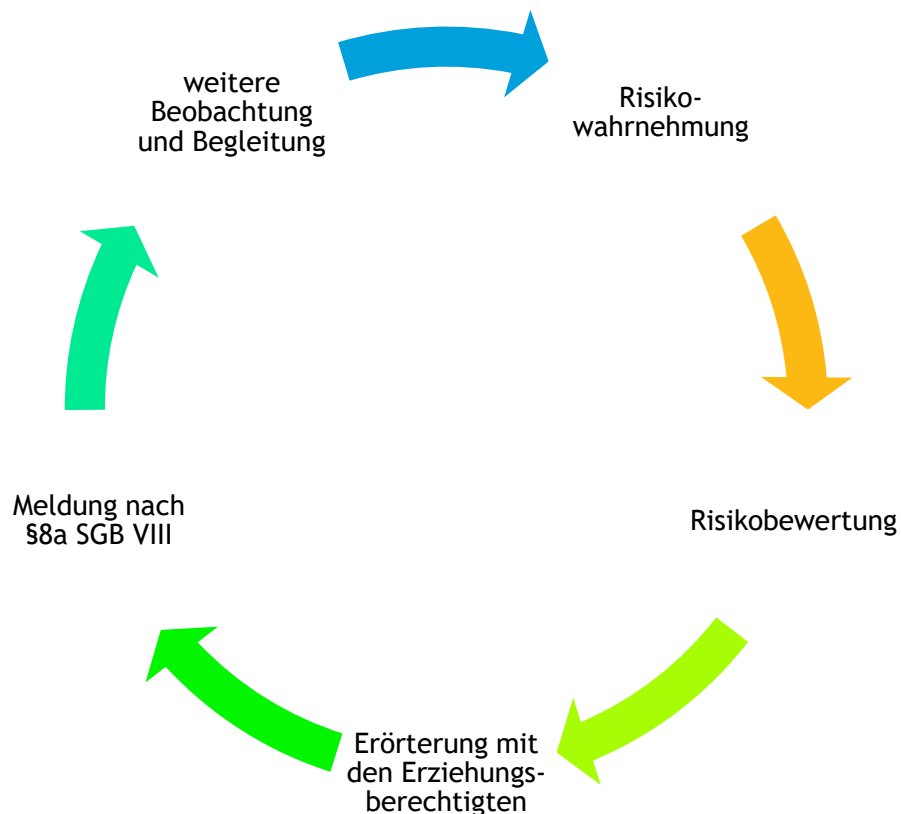 weitere
Beobachtung
und Begleitung
Risiko-
wahrnehmung
Risikobewertung
Erörterung mit
den Erziehungs-
berechtigten
Meldung nach
§8a SGB VIII